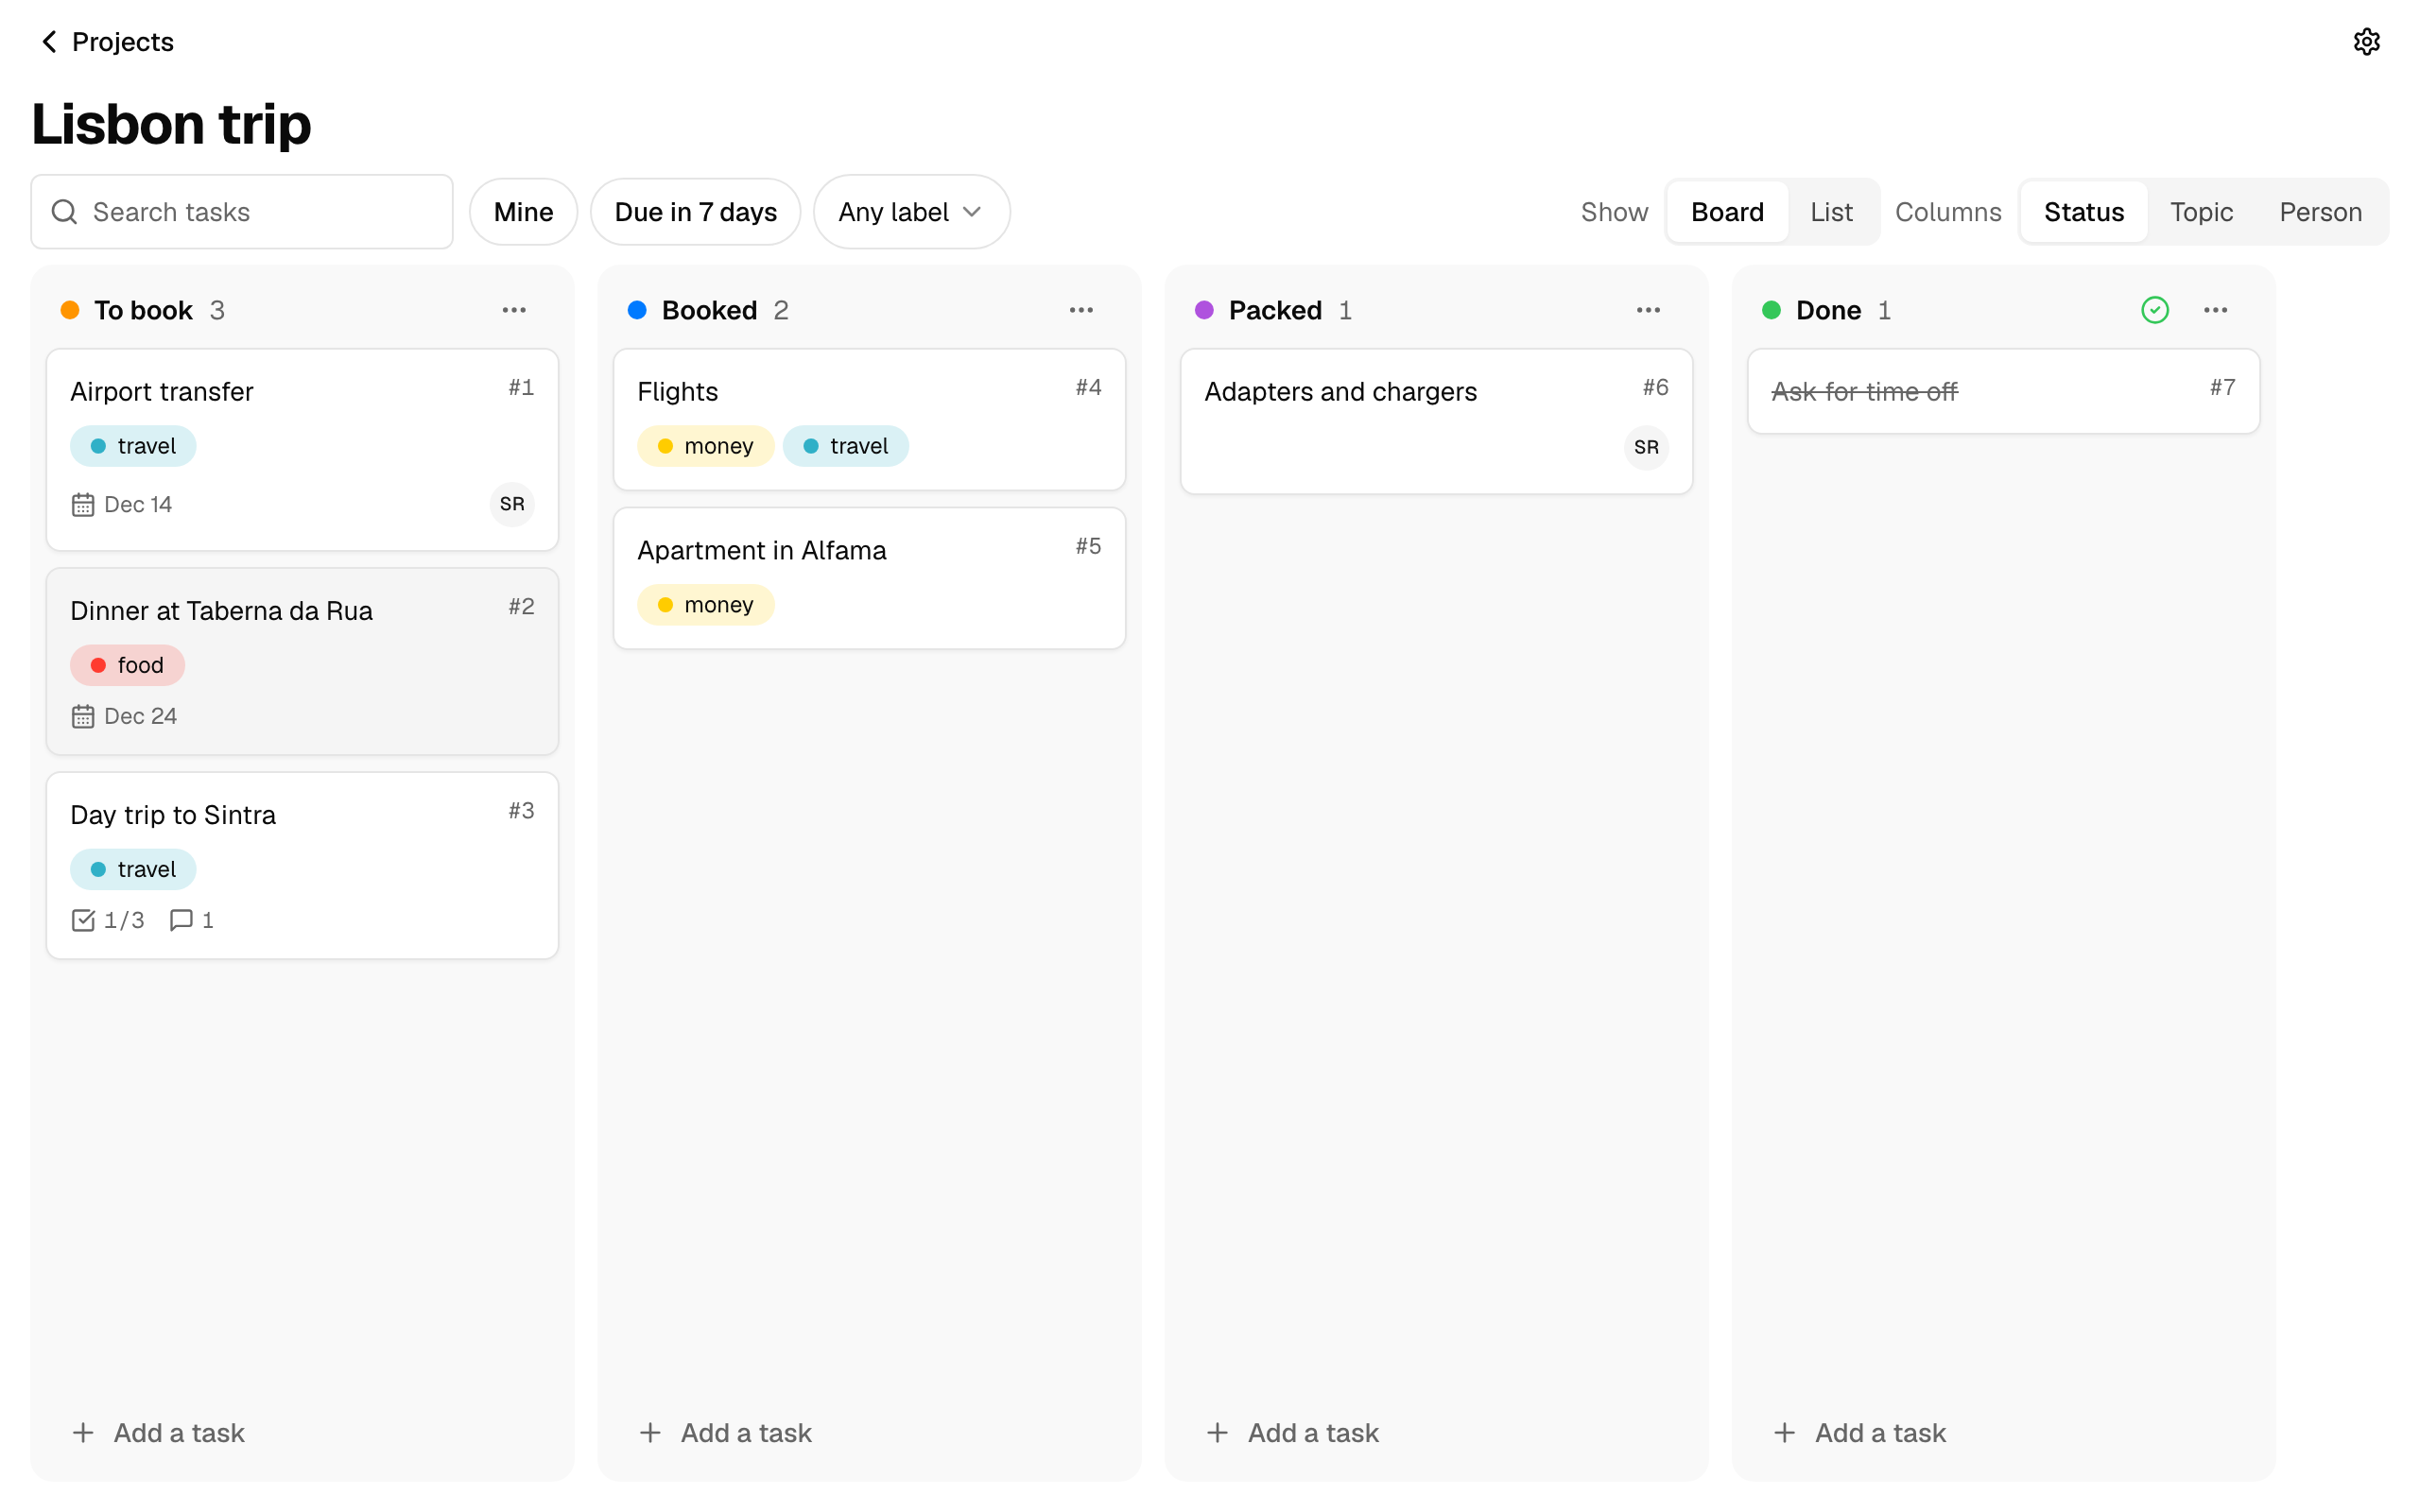 Projects
Lisbon trip
Search tasks
Mine
Due in 7 days
Any label
Show
Board
List
Columns
Status
Topic
Person
To book 3
Airport transfer #1
travel
Dec 14 SR
Dinner at Taberna da Rua #2
food
Dec 24
Day trip to Sintra #3
travel
1/3 1
Add a task
Booked 2
Flights #4
money travel
Apartment in Alfama #5
money
Add a task
Packed 1
Adapters and chargers #6
SR
Add a task
Done 1
Ask for time off #7
Add a task